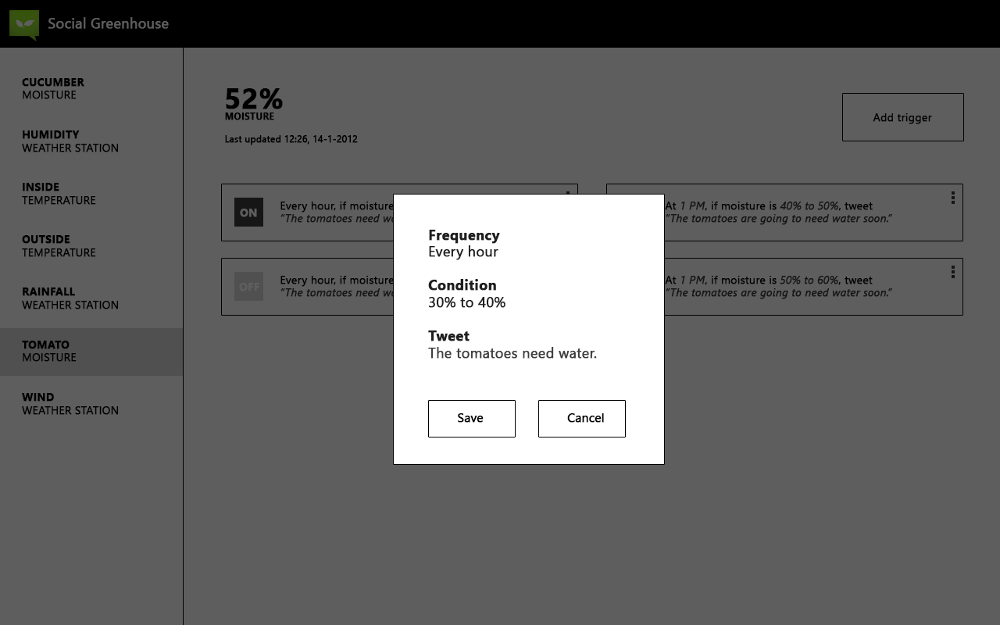 Social Greenhouse
CUCUMBER
MOISTURE
HUMIDITY
WEATHER STATION
INSIDE
TEMPERATURE
OUTSIDE
TEMPERATURE
RAINFALL
WEATHER STATION
TOMATO
MOISTURE
WIND
WEATHER STATION
52%
MOISTURE
Last updated 12:26, 14-1-2012
Add trigger
ON
Every hour, if moisture
“The tomatoes need
At 1 PM, if moisture is 40% to 50%, tweet
“The tomatoes are going to need water soon.”
OFF
Every hour, if moisture
“The tomatoes need
At 1 PM, if moisture is 50% to 60%, tweet
“The tomatoes are going to need water soon.”
Frequency
Every hour
Condition
30% to 40%
Tweet
The tomatoes need water.
Save
Cancel